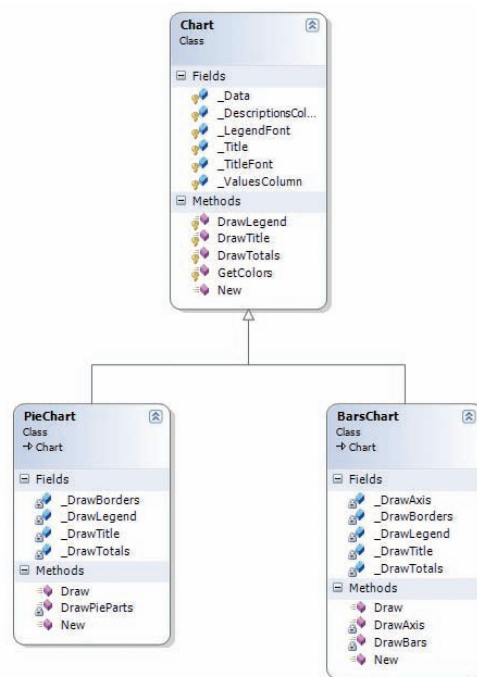 Chart
Class
Fields
_Data
_DescriptionsCol...
_LegendFont
_Title
_TitleFont
_ValuesColumn
Methods
DrawLegend
DrawTitle
DrawTotals
GetColors
New
PieChart
Class
→ Chart
Fields
_DrawBorders
_DrawLegend
_DrawTitle
_DrawTotals
Methods
Draw
DrawPieParts
New
BarsChart
Class
→ Chart
Fields
_DrawAxis
_DrawBorders
_DrawLegend
_DrawTitle
_DrawTotals
Methods
Draw
DrawAxis
DrawBars
New